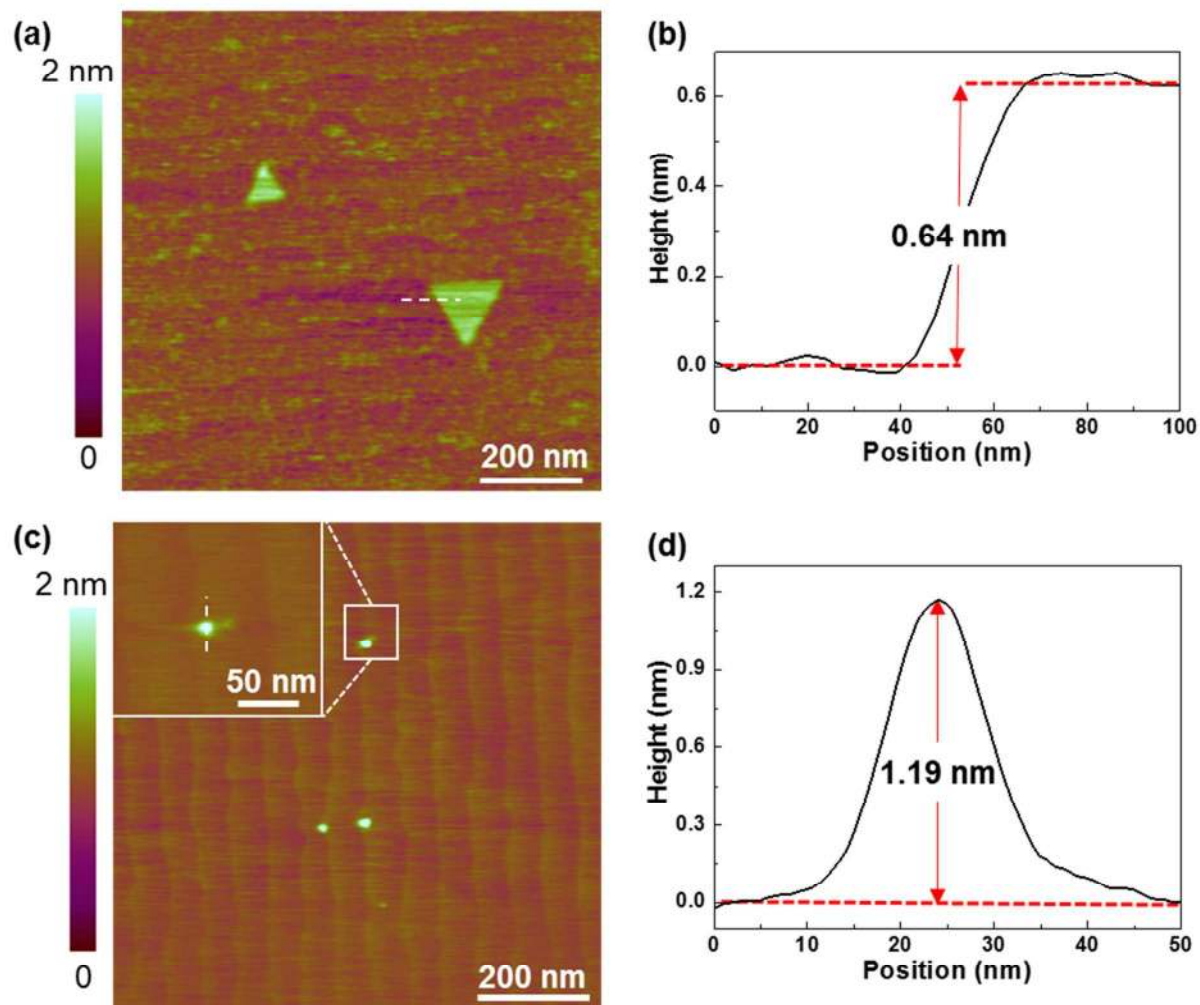 (a)
2 nm
0
200 nm
(b)
Height (nm)
0.6
0.4
0.2
0.0
0.64 nm
0 20 40 60 80 100
Position (nm)
(c)
2 nm
0
50 nm
200 nm
(d)
Height (nm)
1.2
0.9
0.6
0.3
0.0
1.19 nm
0 10 20 30 40 50
Position (nm)